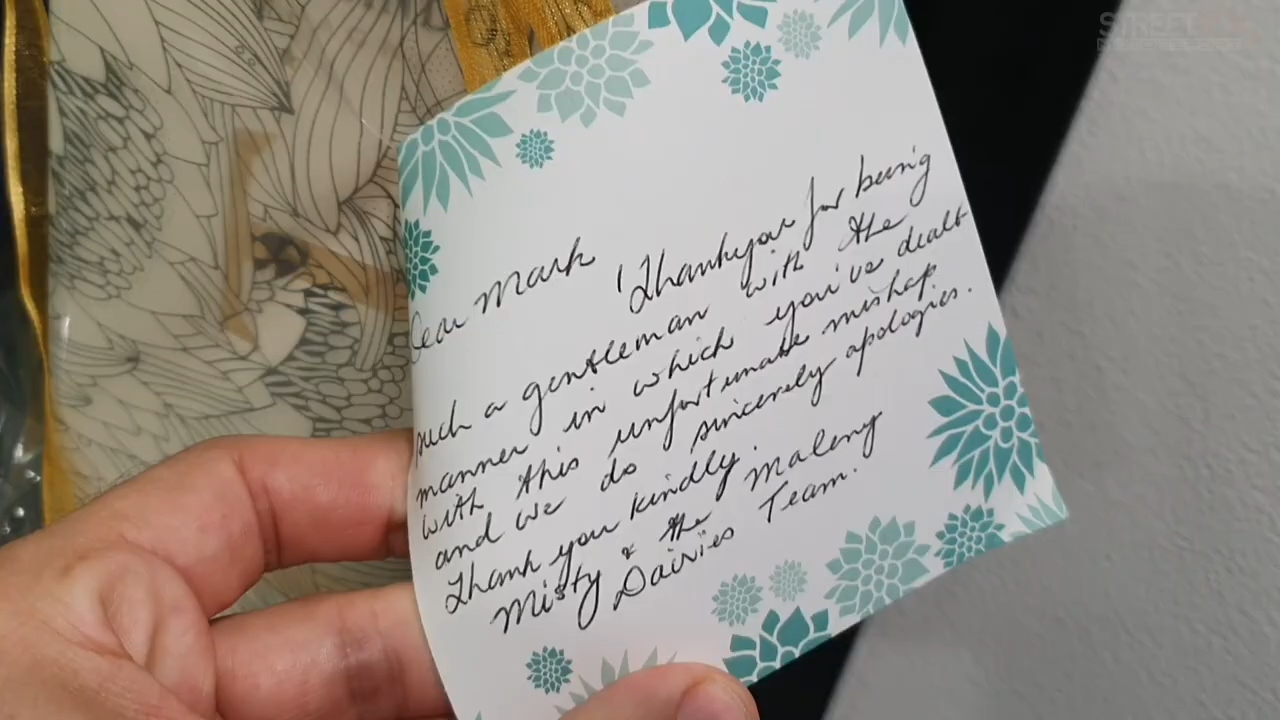 Dear Mark
Thankyou for being
such a gentleman with the
manner in which you've dealt
with this unfortunate mishap
and we do sincerely apologies.
Thank you kindly.
Misty & the Maleny
Dairies Team.
STREET